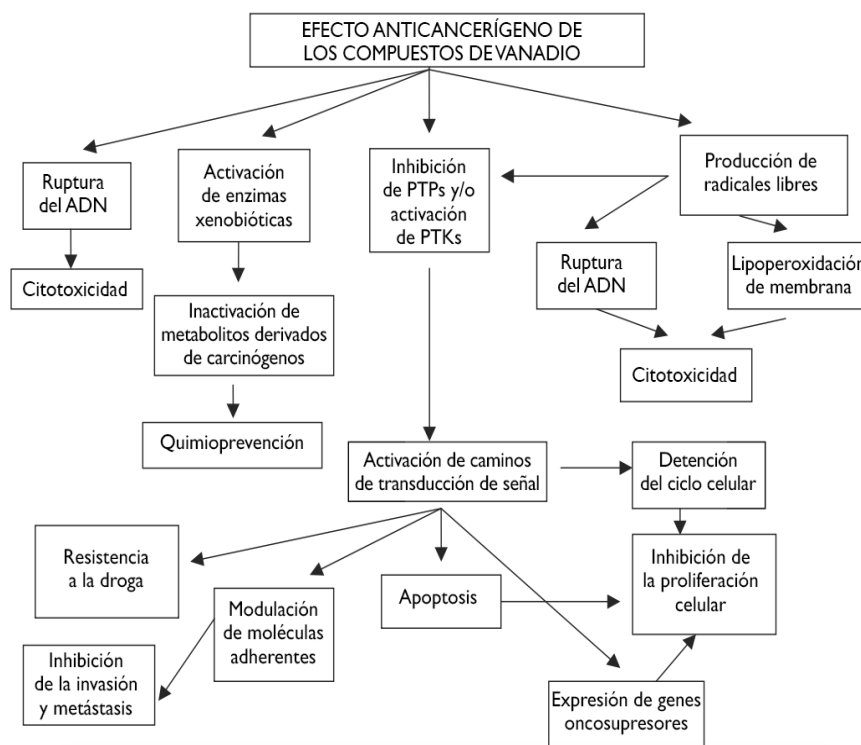 EFECTO ANTICANCERÍGENO DE
LOS COMPUESTOS DE VANADIO
Ruptura
del ADN
Activación
de enzimas
xenobióticas
Inhibición
de PTPs y/o
activación
de PTKs
Producción de
radicales libres
Citotoxicidad
Inactivación de
metabolitos derivados
de carcinógenos
Ruptura
del ADN
Lipoperoxidación
de membrana
Citotoxicidad
Quimioprevención
Activación de caminos
de transducción de señal
Detención
del ciclo celular
Resistencia
a la droga
Modulación
de moléculas
adherentes
Apoptosis
Inhibición de
la proliferación
celular
Inhibición
de la invasión
y metástasis
Expresión de genes
oncosupresores